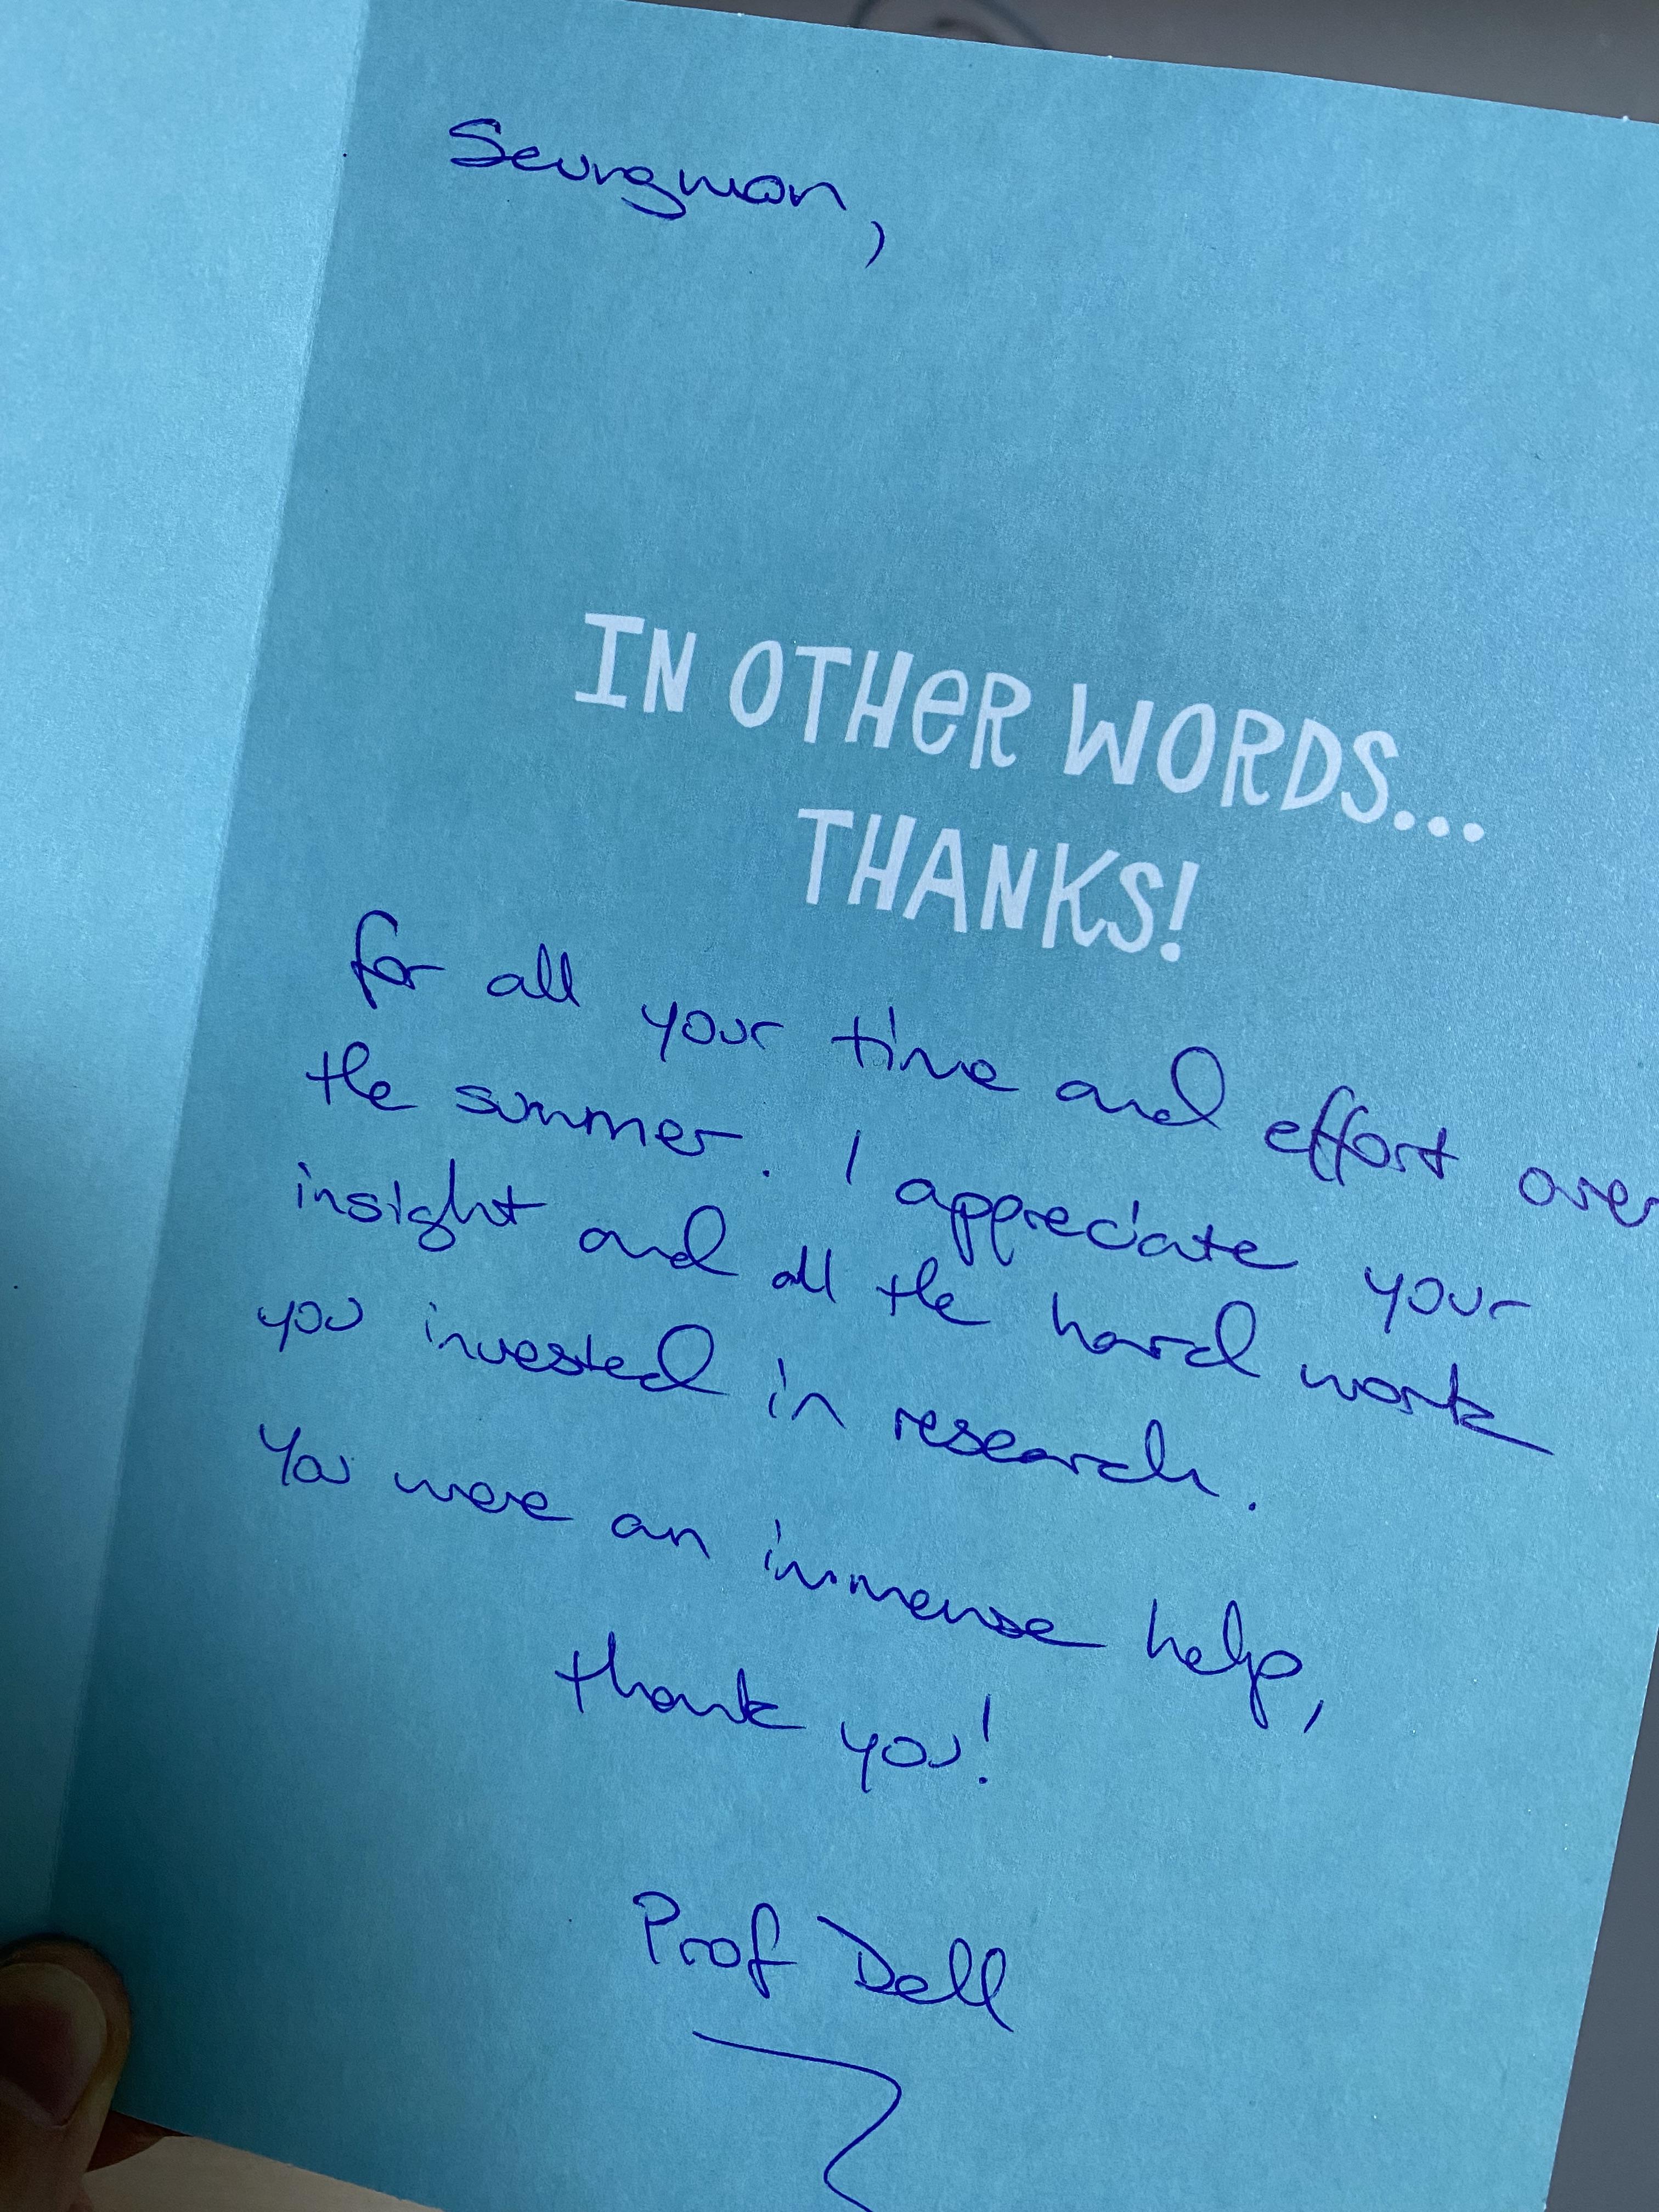 Seungwon,
IN OTHER WORDS...
THANKS!
for all your time and effort over
the summer. I appreciate your
insight and all the hard work
you invested in research.
You were an immense help,
thank you!
Prof Dell